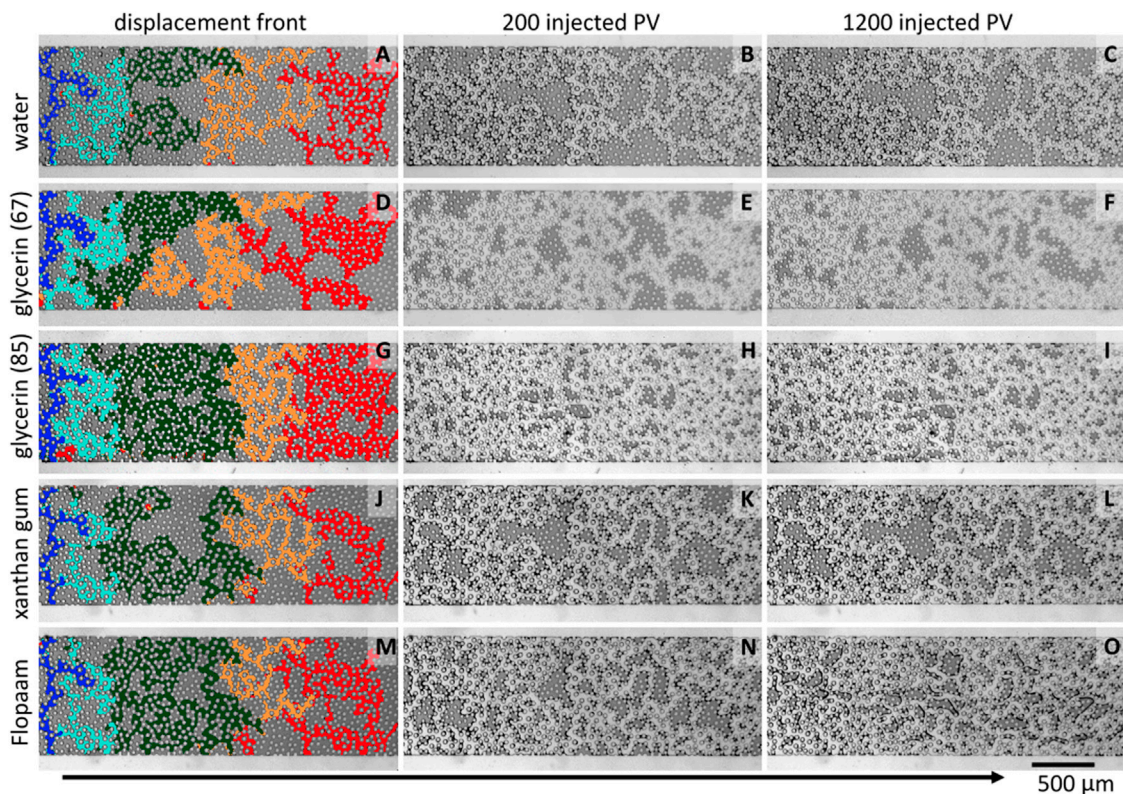 displacement front 200 injected PV 1200 injected PV
water A B C
glycerin (67) D E F
glycerin (85) G H I
xanthan gum J K L
Flopaam M N O
500 µm